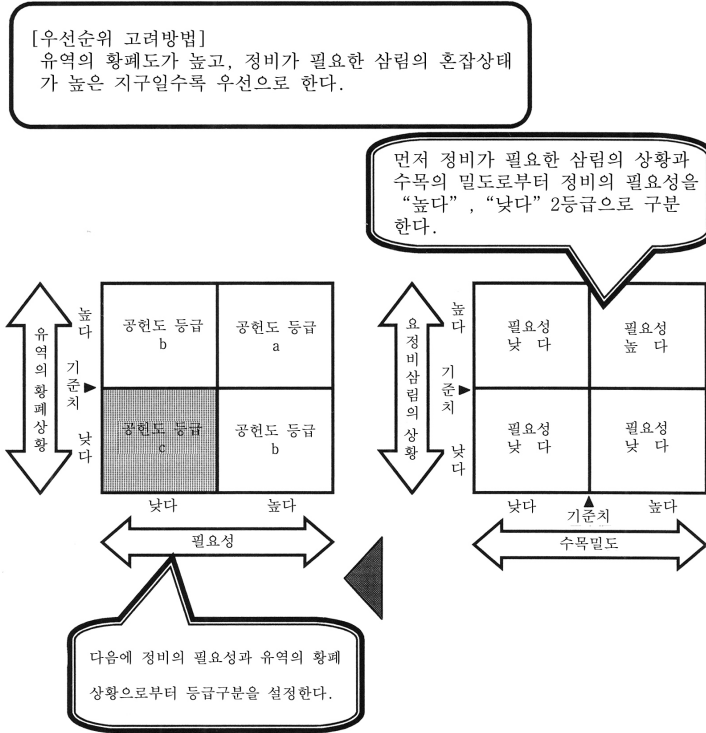 [우선순위 고려방법]
유역의 황폐도가 높고, 정비가 필요한 삼림의 혼잡상태
가 높은 지구일수록 우선으로 한다.
먼저 정비가 필요한 삼림의 상황과
수목의 밀도로부터 정비의 필요성을
“높다” , “낮다” 2등급으로 구분
한다.
유역의 황폐상황
높다
기준치
낮다
공헌도 등급
b
공헌도 등급
a
공헌도 등급
c
공헌도 등급
b
낮다
높다
필요성
요정비삼림의 상황
높다
기준치
낮다
필요성
낮 다
필요성
높 다
필요성
낮 다
필요성
낮 다
낮다
기준치
높다
수목밀도
다음에 정비의 필요성과 유역의 황폐
상황으로부터 등급구분을 설정한다.